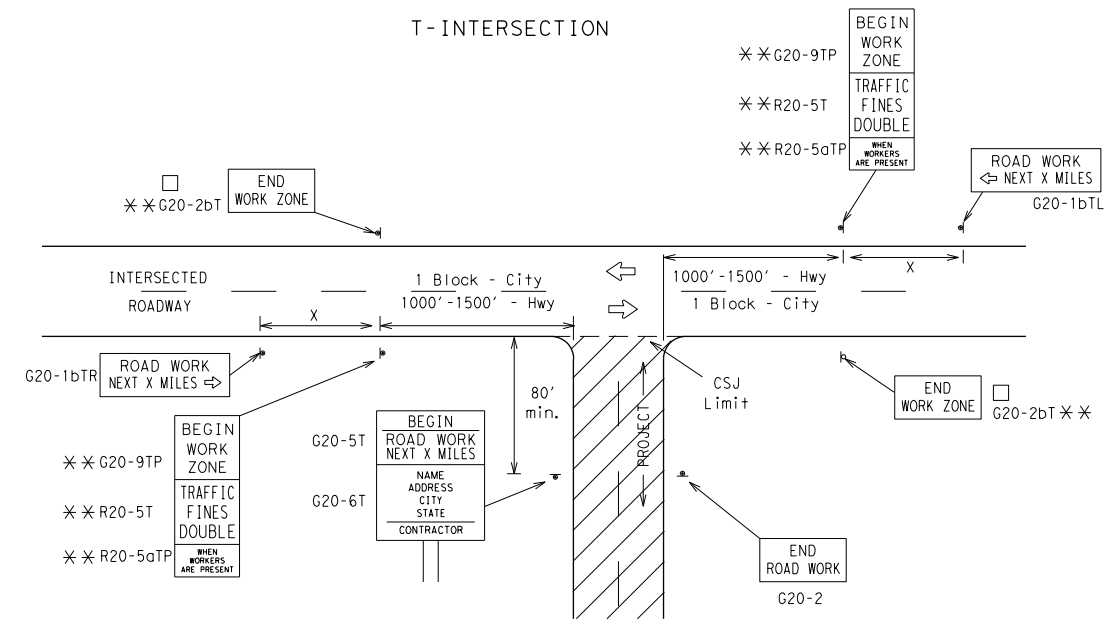 T-INTERSECTION
BEGIN
WORK
ZONE
TRAFFIC
FINES
DOUBLE
WHEN
WORKERS
ARE PRESENT
**G20-9TP
**R20-5T
**R20-5aTP
ROAD WORK
⇦ NEXT X MILES
G20-1bTL
□
**G20-2bT
END
WORK ZONE
INTERSECTED
ROADWAY
1 Block - City
1000'-1500' - Hwy
X
1000'-1500' - Hwy
1 Block - City
X
G20-1bTR
ROAD WORK
NEXT X MILES ⇨
80'
min.
PROJECT
CSJ
Limit
END
WORK ZONE
□
G20-2bT**
BEGIN
WORK
ZONE
TRAFFIC
FINES
DOUBLE
WHEN
WORKERS
ARE PRESENT
**G20-9TP
**R20-5T
**R20-5aTP
G20-5T
G20-6T
BEGIN
ROAD WORK
NEXT X MILES
NAME
ADDRESS
CITY
STATE
CONTRACTOR
END
ROAD WORK
G20-2